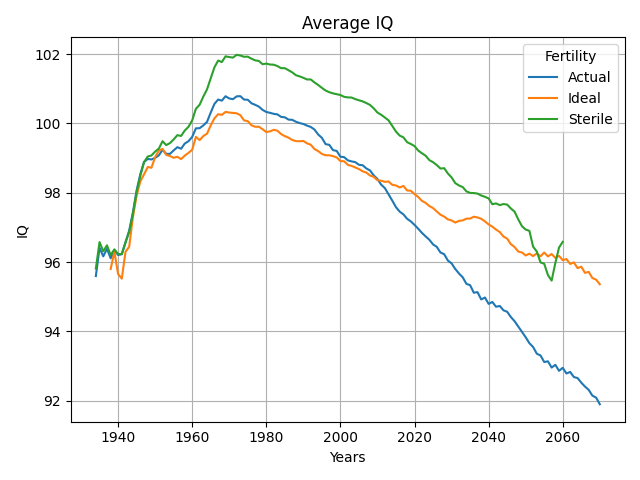 Average IQ
Fertility
Actual
Ideal
Sterile
IQ
102
100
98
96
94
92
1940 1960 1980 2000 2020 2040 2060
Years